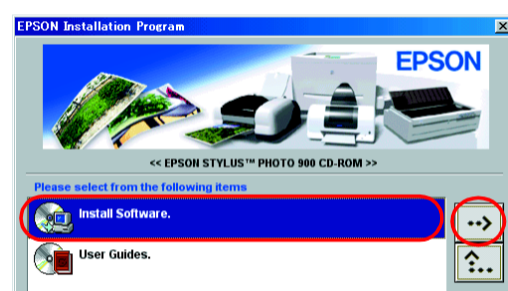 EPSON Installation Program
EPSON
<< EPSON STYLUS™ PHOTO 900 CD-ROM >>
Please select from the following items
Install Software.
User Guides.